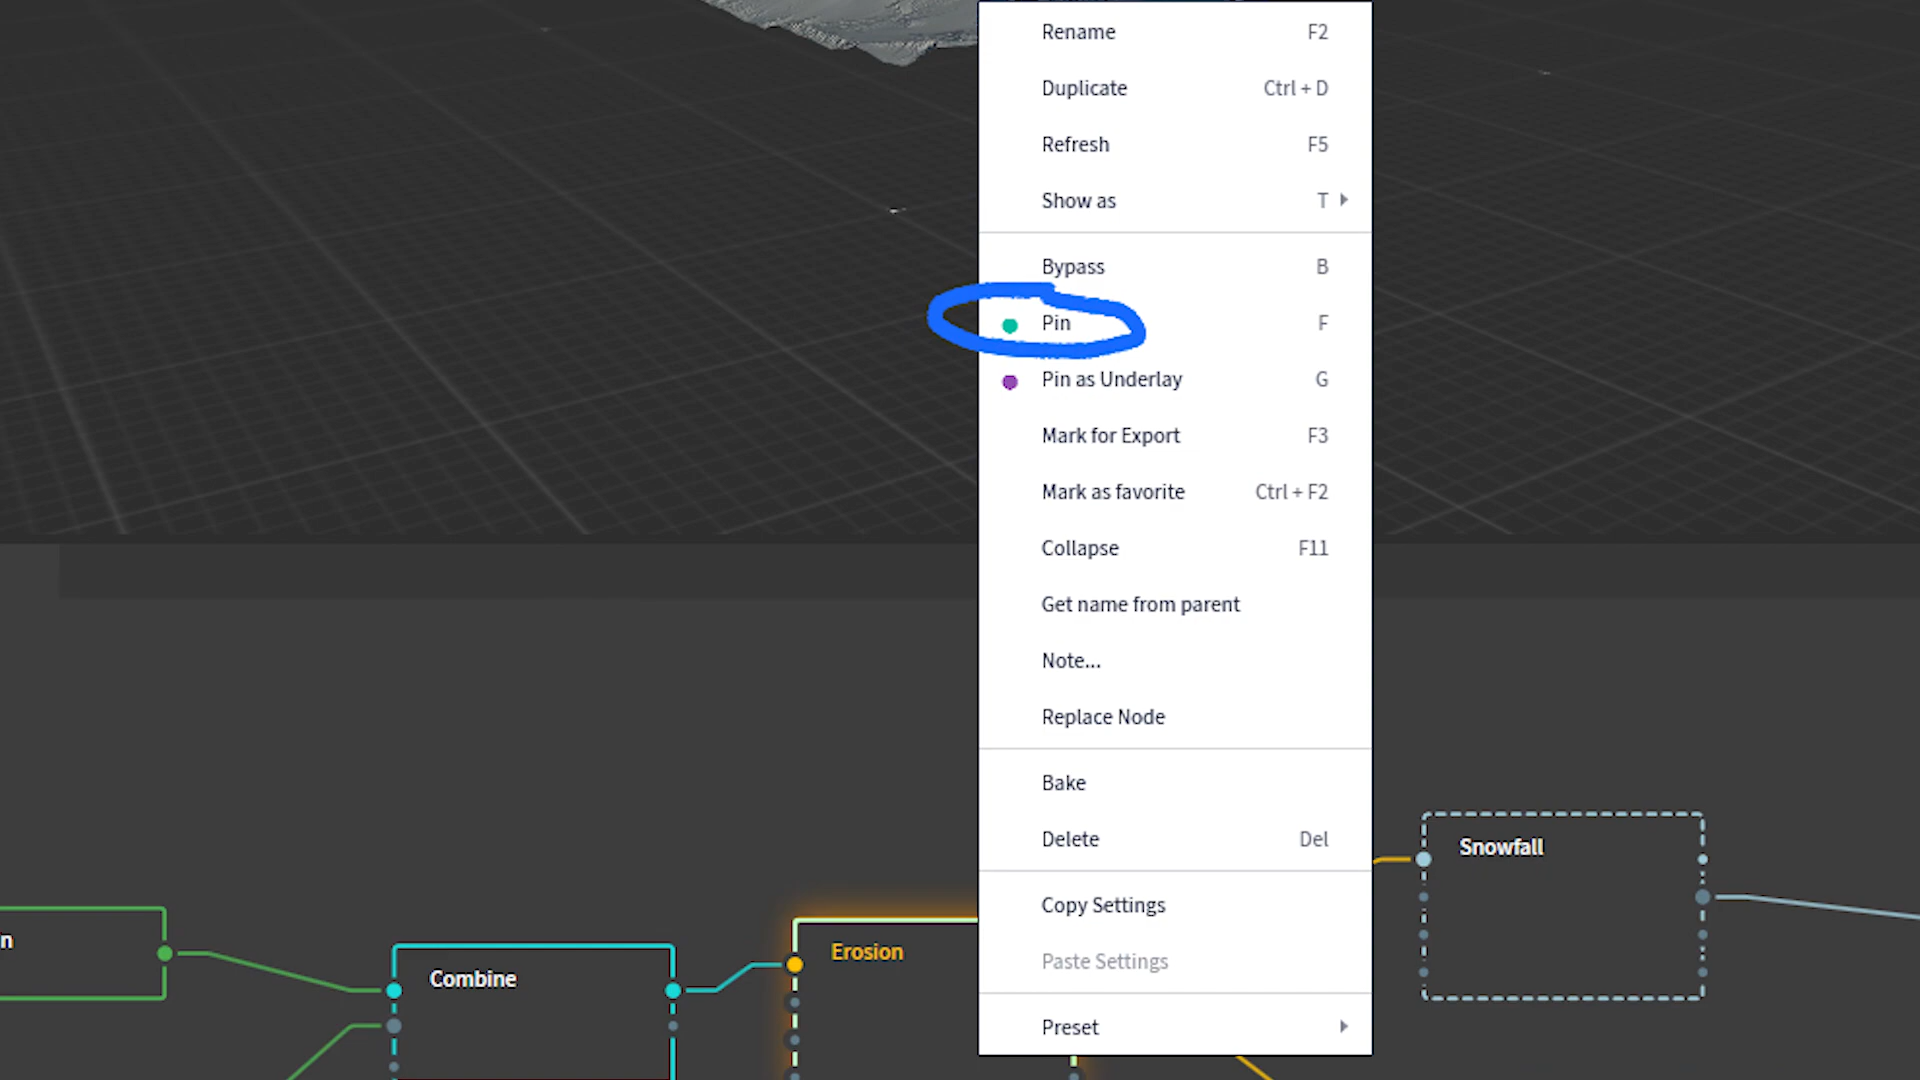 Rename F2
Duplicate Ctrl + D
Refresh F5
Show as T
Bypass B
Pin F
Pin as Underlay G
Mark for Export F3
Mark as favorite Ctrl + F2
Collapse F11
Get name from parent
Note...
Replace Node
Bake
Delete Del
Copy Settings
Paste Settings
Preset
n
Combine
Erosion
Snowfall